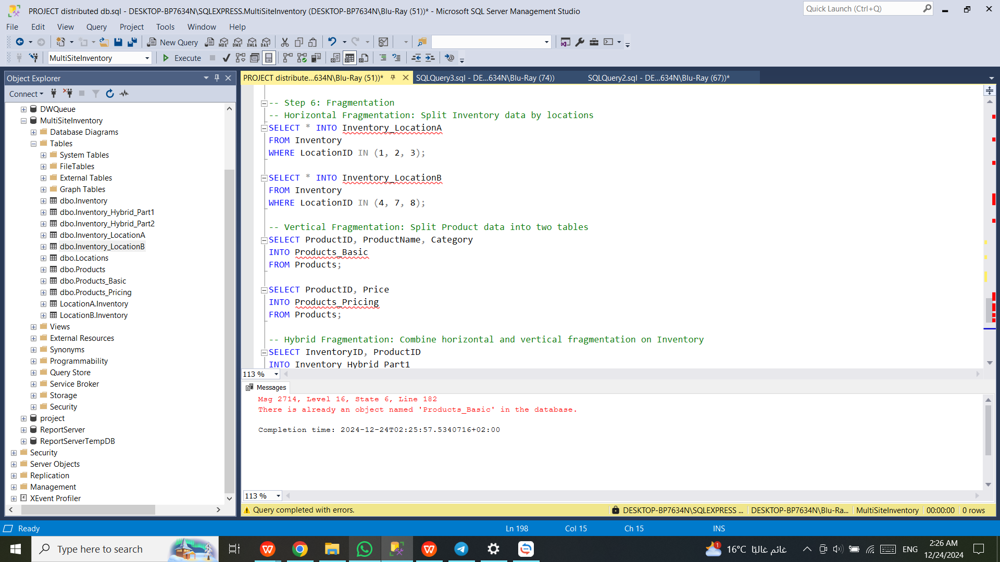 PROJECT distributed db.sql - DESKTOP-BP7634N\SQLEXPRESS.MultiSiteInventory (DESKTOP-BP7634N\Blu-Ray (51))* - Microsoft SQL Server Management Studio
Quick Launch (Ctrl+Q)
File Edit View Query Project Tools Window Help
New Query
MDX DMX XMLA DAX
MultiSiteInventory
Execute
Object Explorer
Connect
DWQueue
MultiSiteInventory
Database Diagrams
Tables
System Tables
FileTables
External Tables
Graph Tables
dbo.Inventory
dbo.Inventory_Hybrid_Part1
dbo.Inventory_Hybrid_Part2
dbo.Inventory_LocationA
dbo.Inventory_LocationB
dbo.Locations
dbo.Products
dbo.Products_Basic
dbo.Products_Pricing
LocationA.Inventory
LocationB.Inventory
Views
External Resources
Synonyms
Programmability
Query Store
Service Broker
Storage
Security
project
ReportServer
ReportServerTempDB
Security
Server Objects
Replication
Management
XEvent Profiler
PROJECT distribute...634N\Blu-Ray (51))*
SQLQuery3.sql - DE...634N\Blu-Ray (74))
SQLQuery2.sql - DE...634N\Blu-Ray (67))*
-- Step 6: Fragmentation
-- Horizontal Fragmentation: Split Inventory data by locations
SELECT * INTO Inventory_LocationA
FROM Inventory
WHERE LocationID IN (1, 2, 3);
SELECT * INTO Inventory_LocationB
FROM Inventory
WHERE LocationID IN (4, 7, 8);
-- Vertical Fragmentation: Split Product data into two tables
SELECT ProductID, ProductName, Category
INTO Products_Basic
FROM Products;
SELECT ProductID, Price
INTO Products_Pricing
FROM Products;
-- Hybrid Fragmentation: Combine horizontal and vertical fragmentation on Inventory
SELECT InventoryID, ProductID
INTO Inventory_Hybrid_Part1
113 %
Messages
Msg 2714, Level 16, State 6, Line 182
There is already an object named 'Products_Basic' in the database.
Completion time: 2024-12-24T02:25:57.5340716+02:00
113 %
Query completed with errors.
DESKTOP-BP7634N\SQLEXPRESS ...
DESKTOP-BP7634N\Blu-Ra...
MultiSiteInventory
00:00:00
0 rows
Ready
Ln 198
Col 15
Ch 15
INS
Type here to search
1
16°C غائم غالبًا
ENG
2:26 AM
12/24/2024